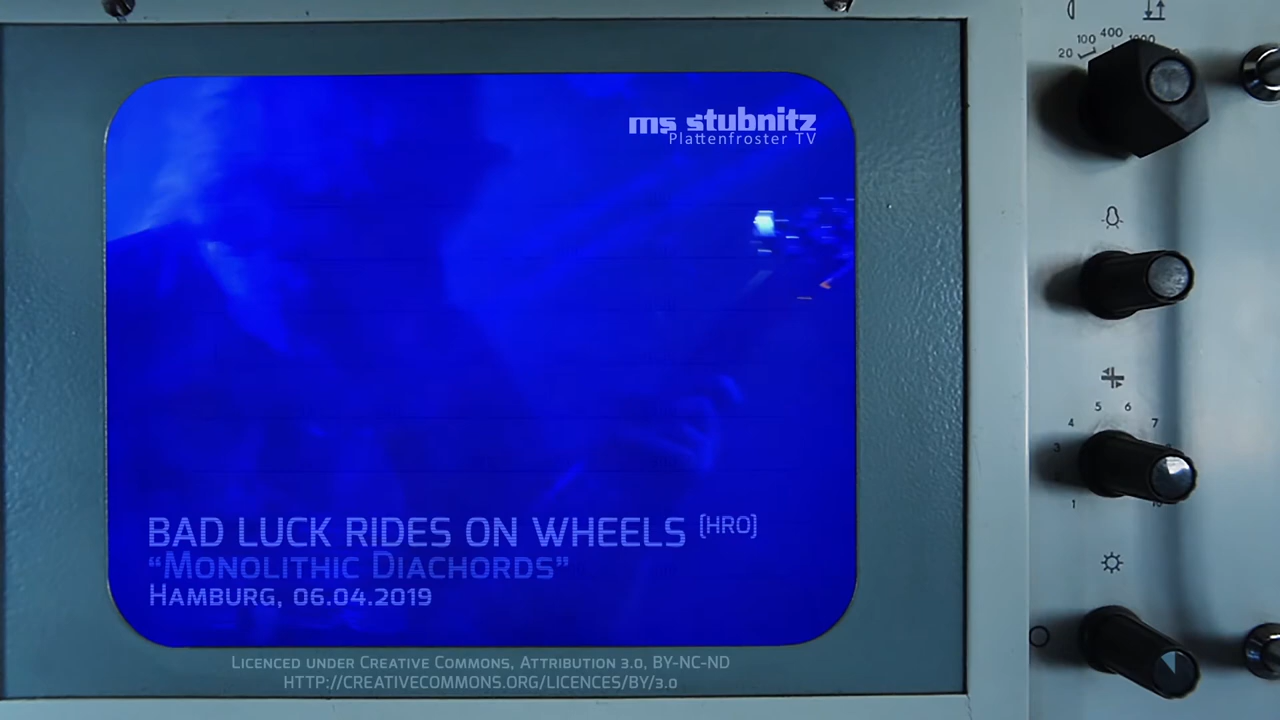 ms stubnitz
Plattenfroster TV
BAD LUCK RIDES ON WHEELS [HRO]
“Monolithic Diachords”
Hamburg, 06.04.2019
Licenced under Creative Commons, Attribution 3.0, BY-NC-ND
HTTP://CREATIVECOMMONS.ORG/LICENCES/BY/3.0
20 100 400
5 6
4 7
3
1